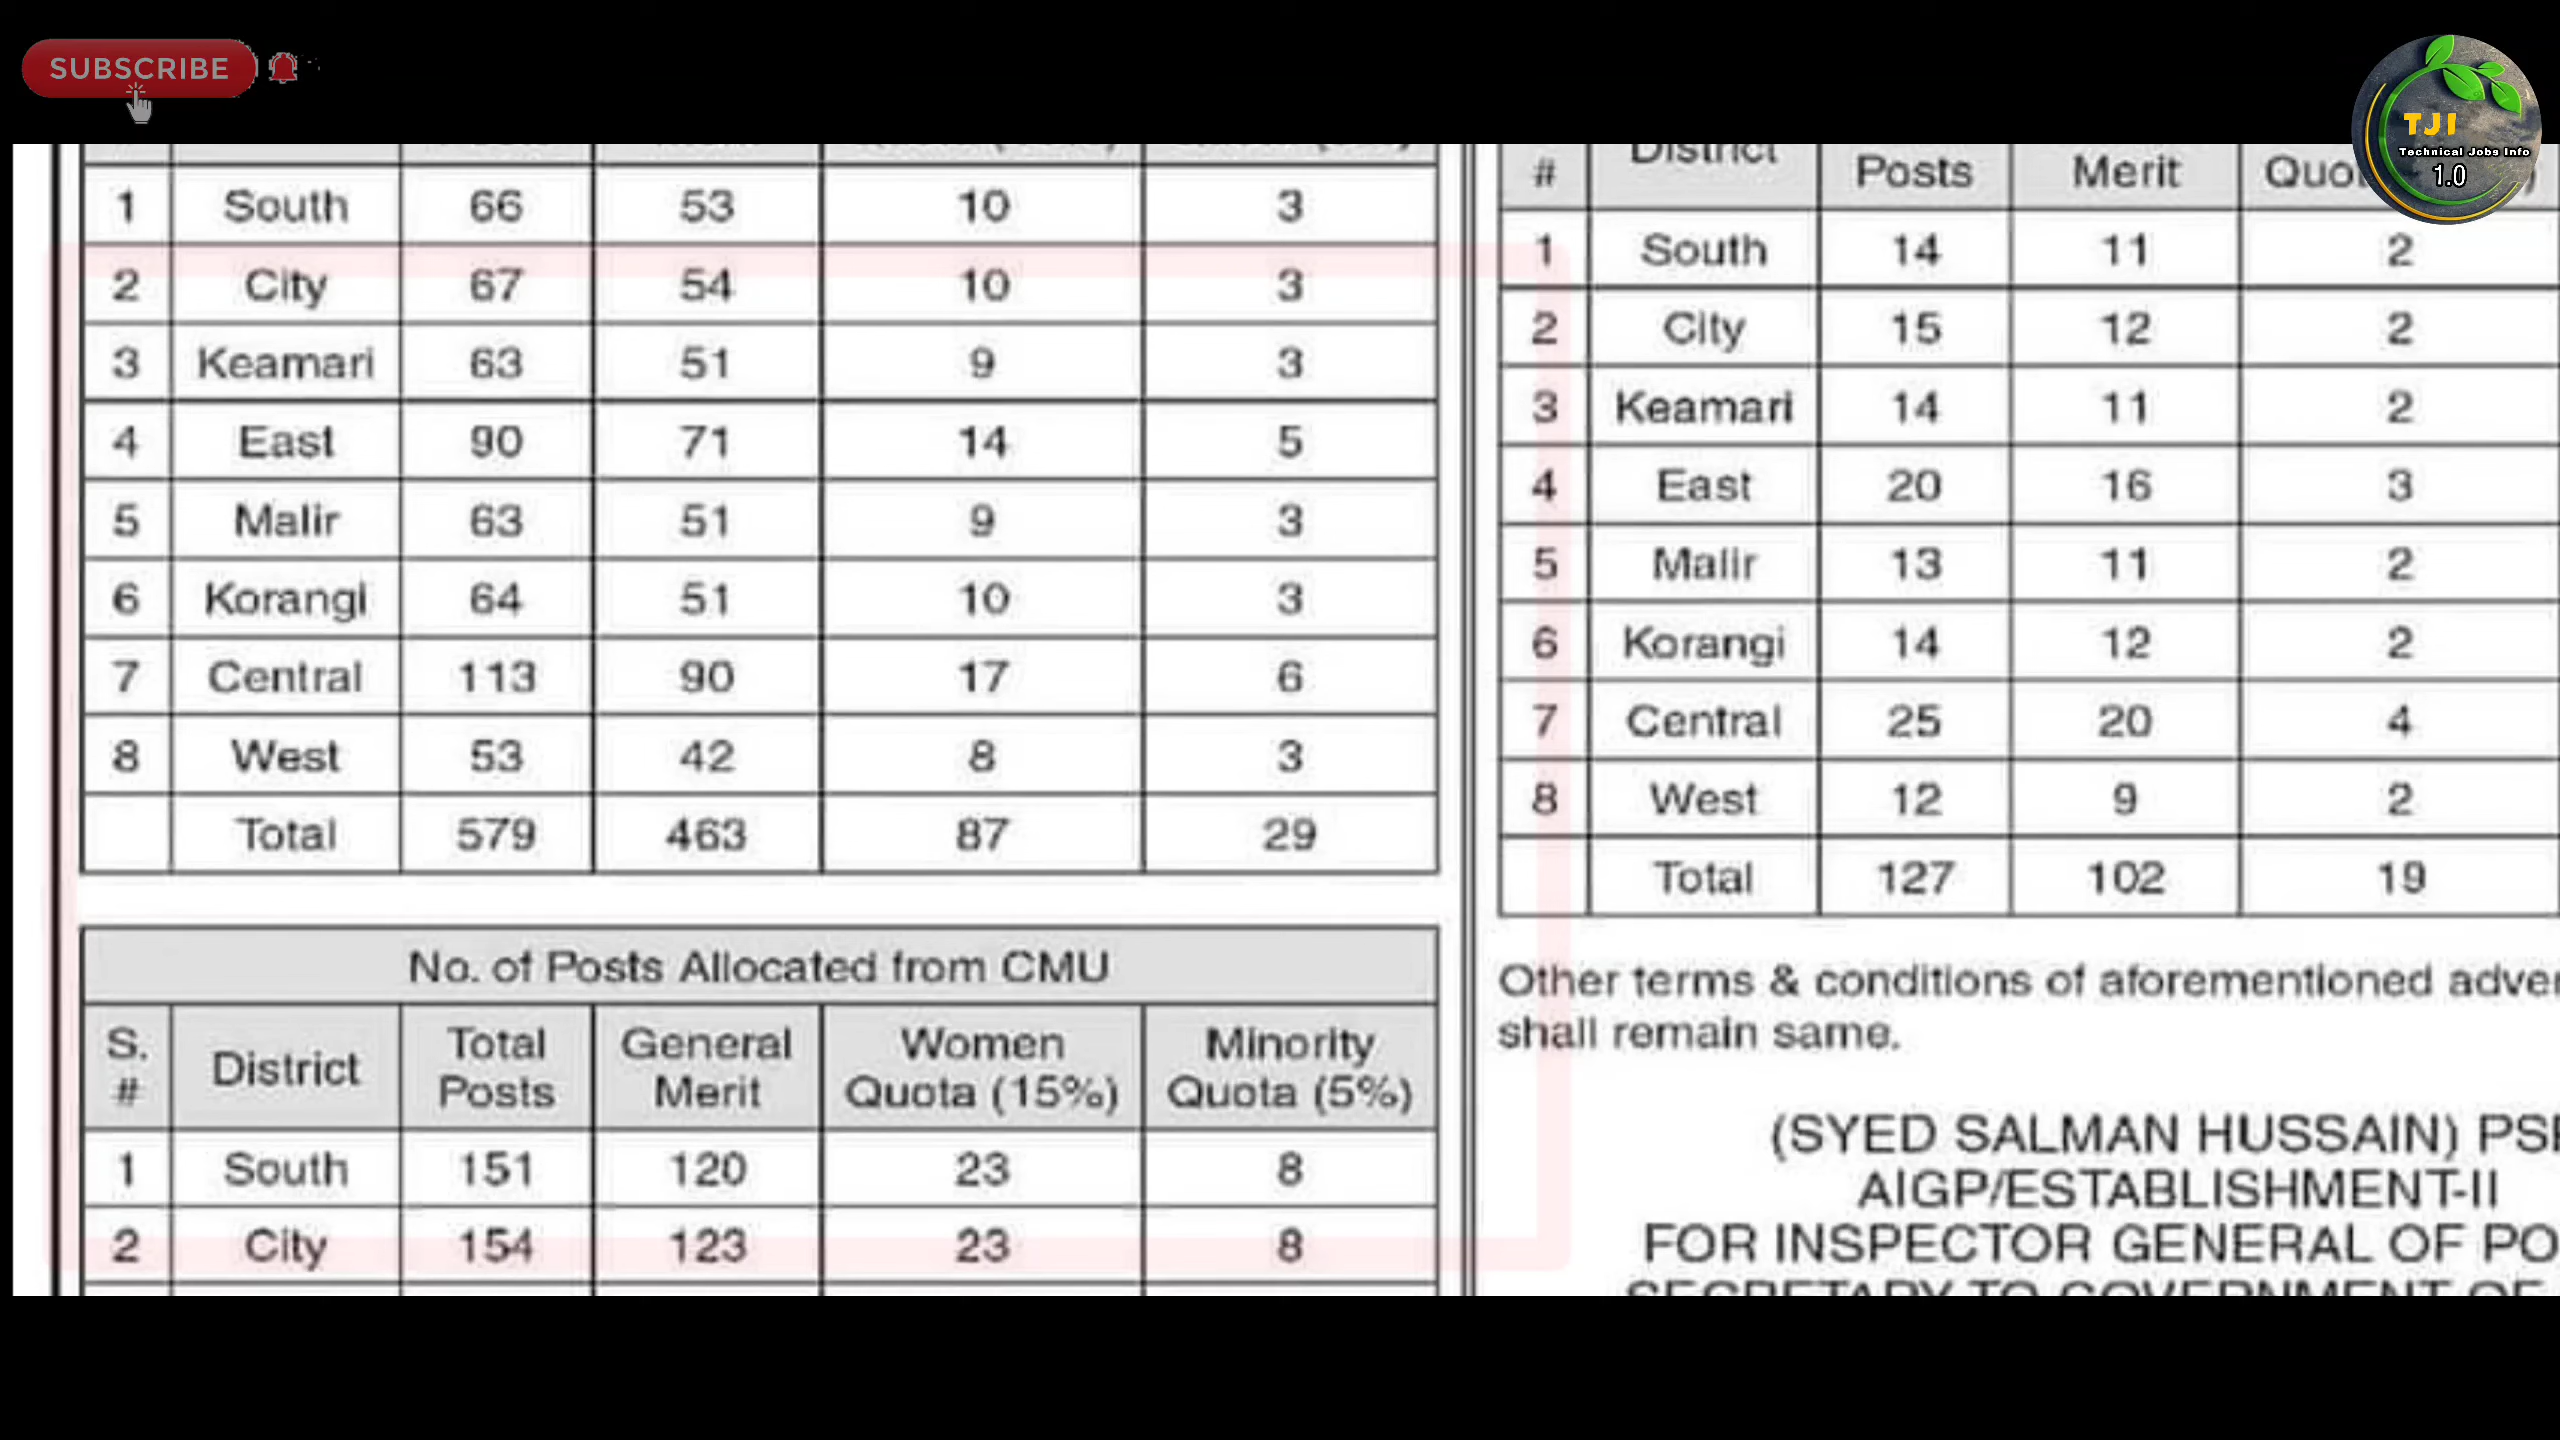 SUBSCRIBE
TJI
Technical Jobs Info
1.0
1 South 66 53 10 3
2 City 67 54 10 3
3 Keamari 63 51 9 3
4 East 90 71 14 5
5 Malir 63 51 9 3
6 Korangi 64 51 10 3
7 Central 113 90 17 6
8 West 53 42 8 3
Total 579 463 87 29
No. of Posts Allocated from CMU
S. # District Total Posts General Merit Women Quota (15%) Minority Quota (5%)
1 South 151 120 23 8
2 City 154 123 23 8
# District Posts Merit
1 South 14 11 2
2 City 15 12 2
3 Keamari 14 11 2
4 East 20 16 3
5 Malir 13 11 2
6 Korangi 14 12 2
7 Central 25 20 4
8 West 12 9 2
Total 127 102 19
Other terms & conditions of aforementioned
shall remain same.
(SYED SALMAN HUSSAIN)
AIGP/ESTABLISHMENT-II
FOR INSPECTOR GENERAL OF
SECRETARY TO GOVERNMENT OF